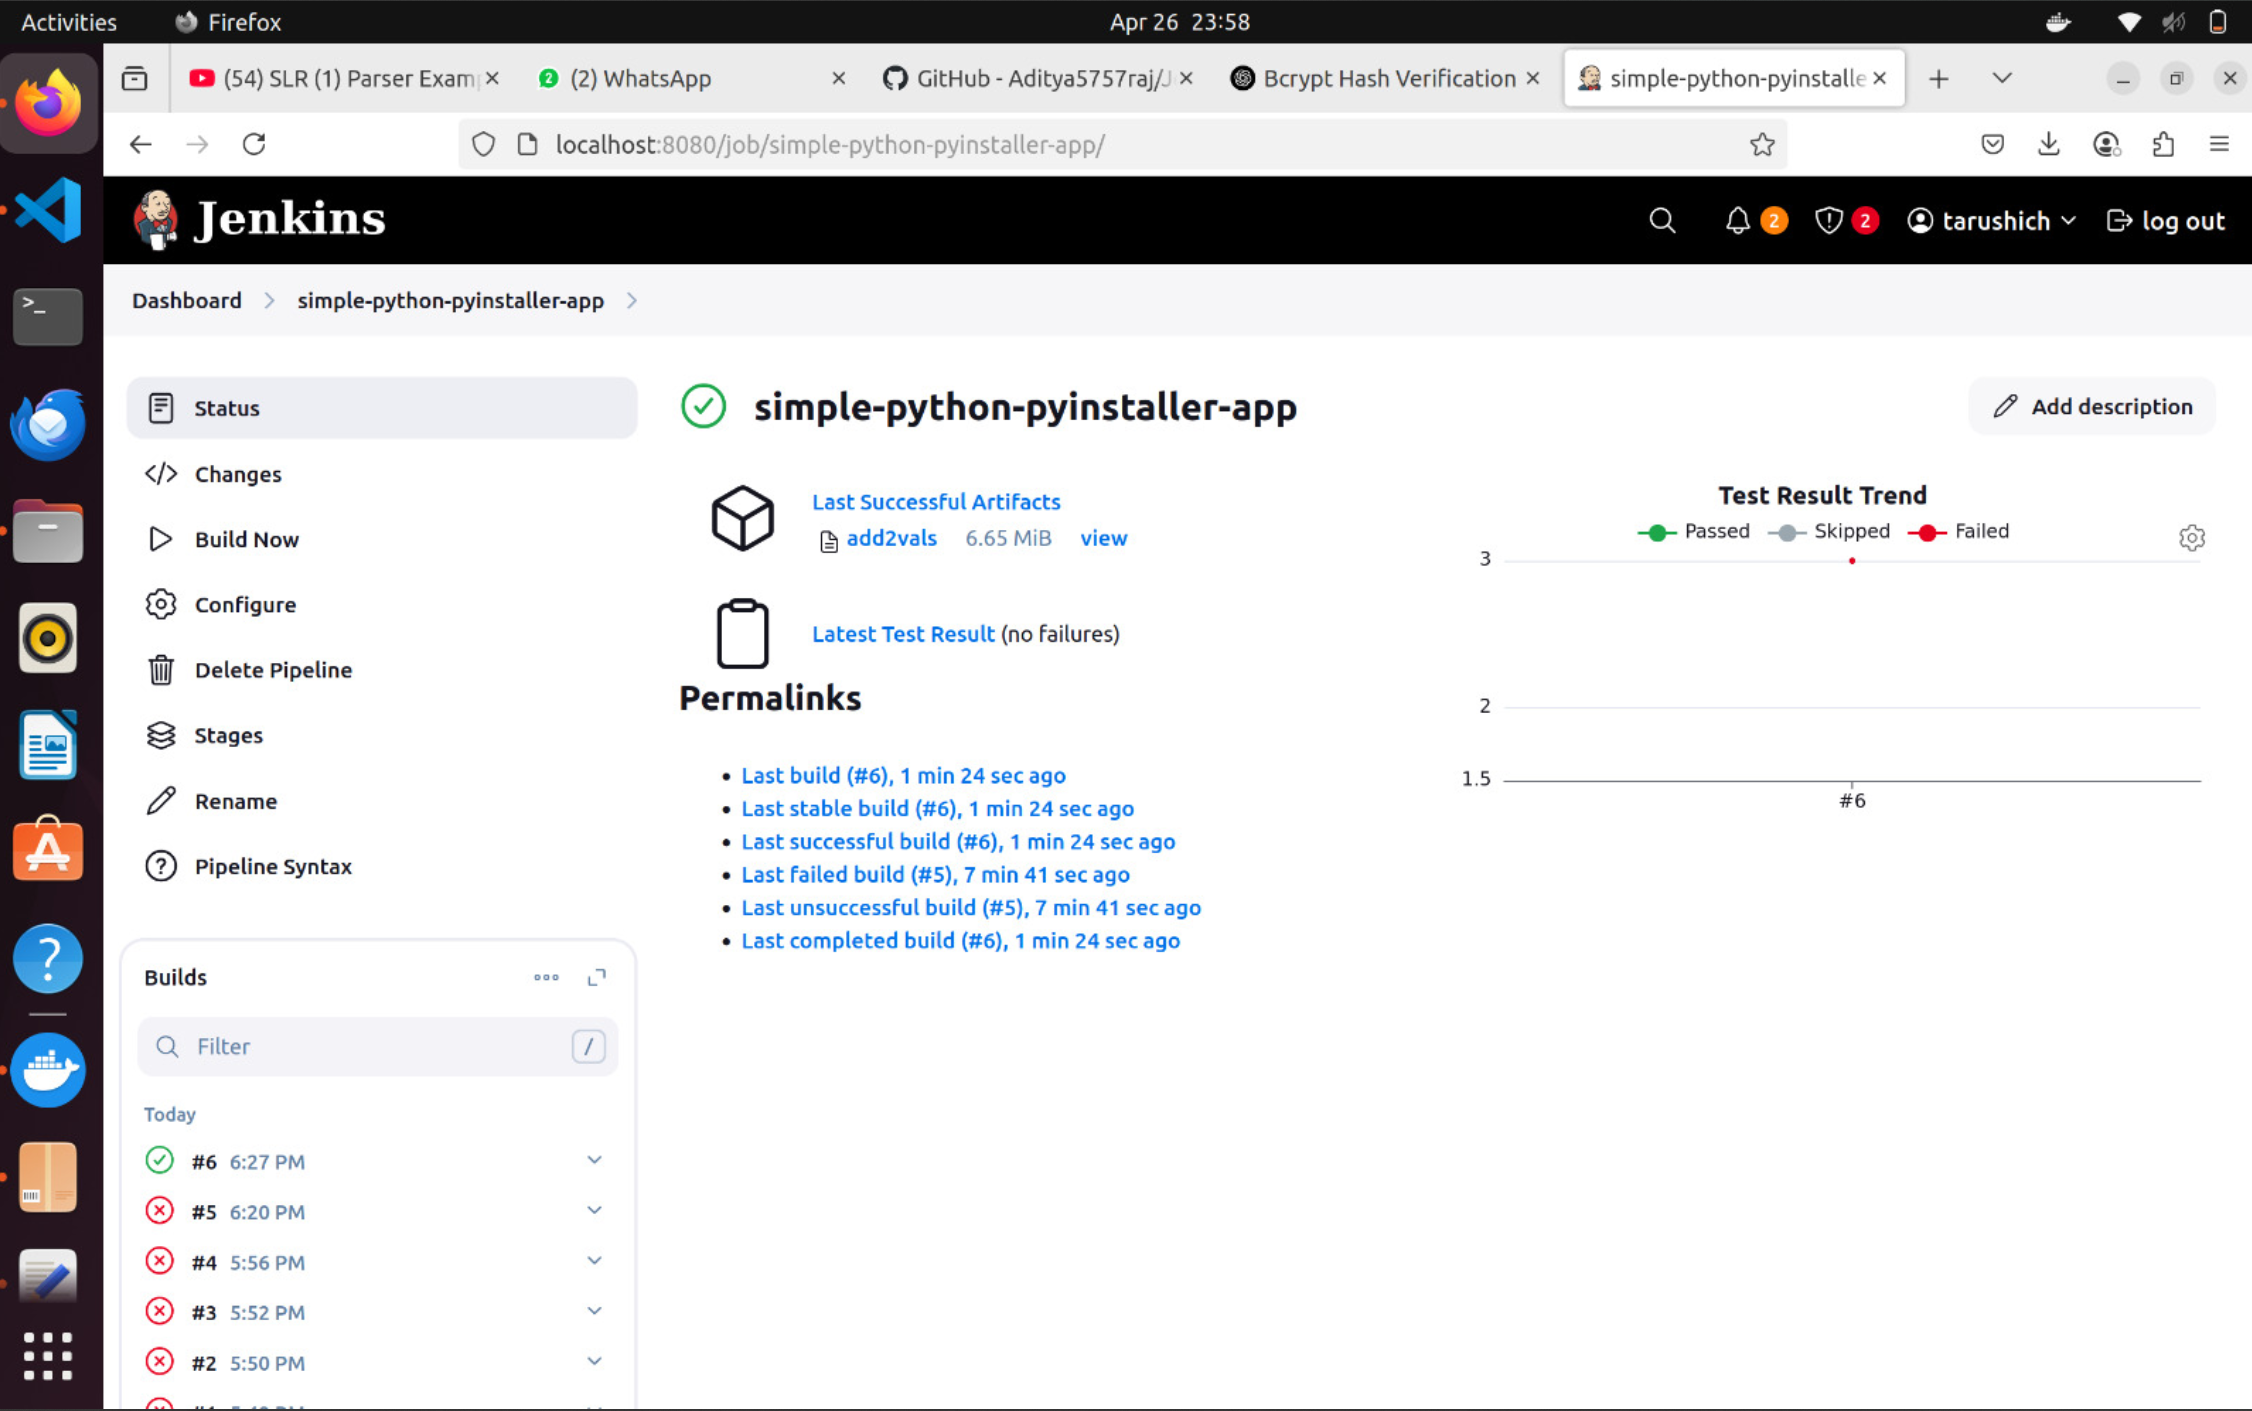 Activities Firefox Apr 26 23:58
(54) SLR (1) Parser Exam (2) WhatsApp GitHub - Aditya5757raj/J Bcrypt Hash Verification simple-python-pyinstalle
localhost:8080/job/simple-python-pyinstaller-app/
Jenkins 2 2 tarushich log out
Dashboard simple-python-pyinstaller-app
Status
Changes
Build Now
Configure
Delete Pipeline
Stages
Rename
Pipeline Syntax
Builds
Filter /
Today
#6 6:27 PM
#5 6:20 PM
#4 5:56 PM
#3 5:52 PM
#2 5:50 PM
simple-python-pyinstaller-app
Add description
Last Successful Artifacts
add2vals 6.65 MiB view
Latest Test Result (no failures)
Permalinks
Last build (#6), 1 min 24 sec ago
Last stable build (#6), 1 min 24 sec ago
Last successful build (#6), 1 min 24 sec ago
Last failed build (#5), 7 min 41 sec ago
Last unsuccessful build (#5), 7 min 41 sec ago
Last completed build (#6), 1 min 24 sec ago
Test Result Trend
Passed Skipped Failed
3
2
1.5
#6